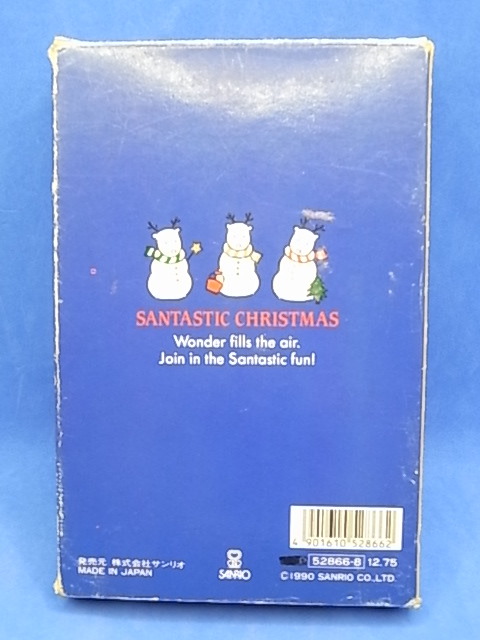 SANTASTIC CHRISTMAS
Wonder fills the air.
Join in the Santastic fun!
4 901610 528662
発売元 株式会社サンリオ
MADE IN JAPAN
SANRIO
52866-8 12.75
©1990 SANRIO CO.,LTD.